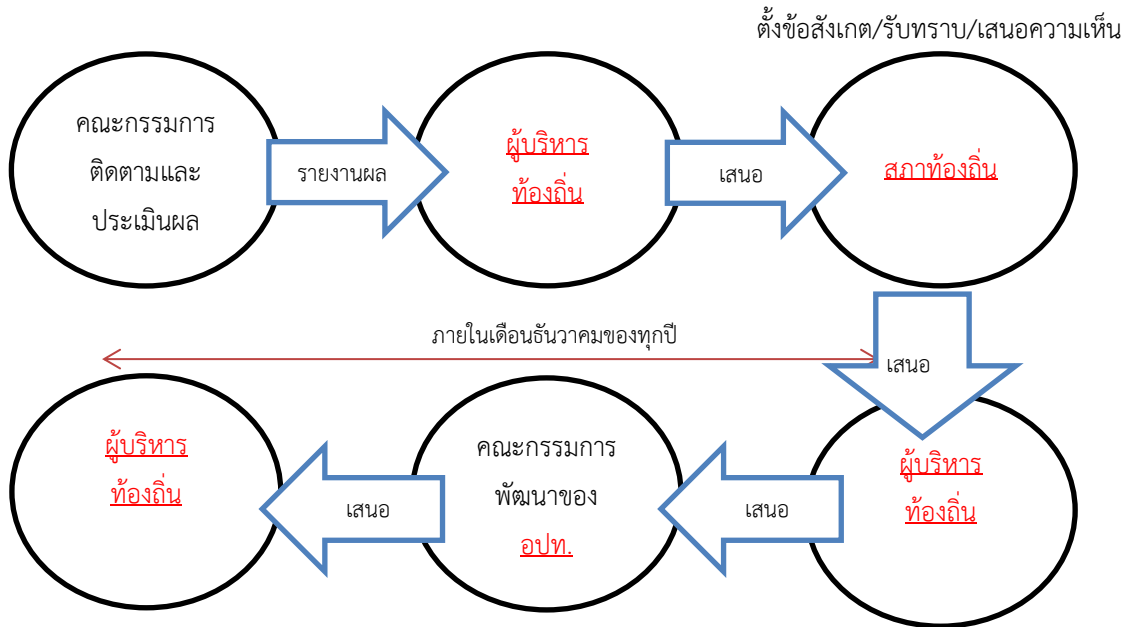 ตั้งข้อสังเกต/รับทราบ/เสนอความเห็น
คณะกรรมการ
ติดตามและ
ประเมินผล
รายงานผล
ผู้บริหาร
ท้องถิ่น
เสนอ
สภาท้องถิ่น
ภายในเดือนธันวาคมของทุกปี
เสนอ
ผู้บริหาร
ท้องถิ่น
เสนอ
คณะกรรมการ
พัฒนาของ
อปท.
เสนอ
ผู้บริหาร
ท้องถิ่น